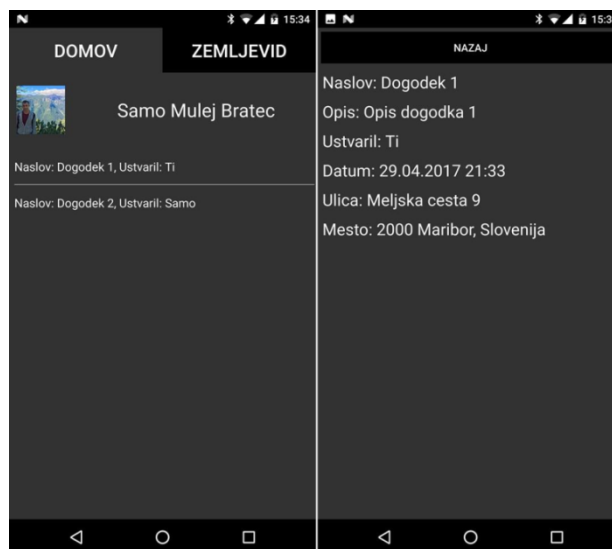 15:34
DOMOV
ZEMLJEVID
Samo Mulej Bratec
Naslov: Dogodek 1, Ustvaril: Ti
Naslov: Dogodek 2, Ustvaril: Samo
15:3
NAZAJ
Naslov: Dogodek 1
Opis: Opis dogodka 1
Ustvaril: Ti
Datum: 29.04.2017 21:33
Ulica: Meljska cesta 9
Mesto: 2000 Maribor, Slovenija